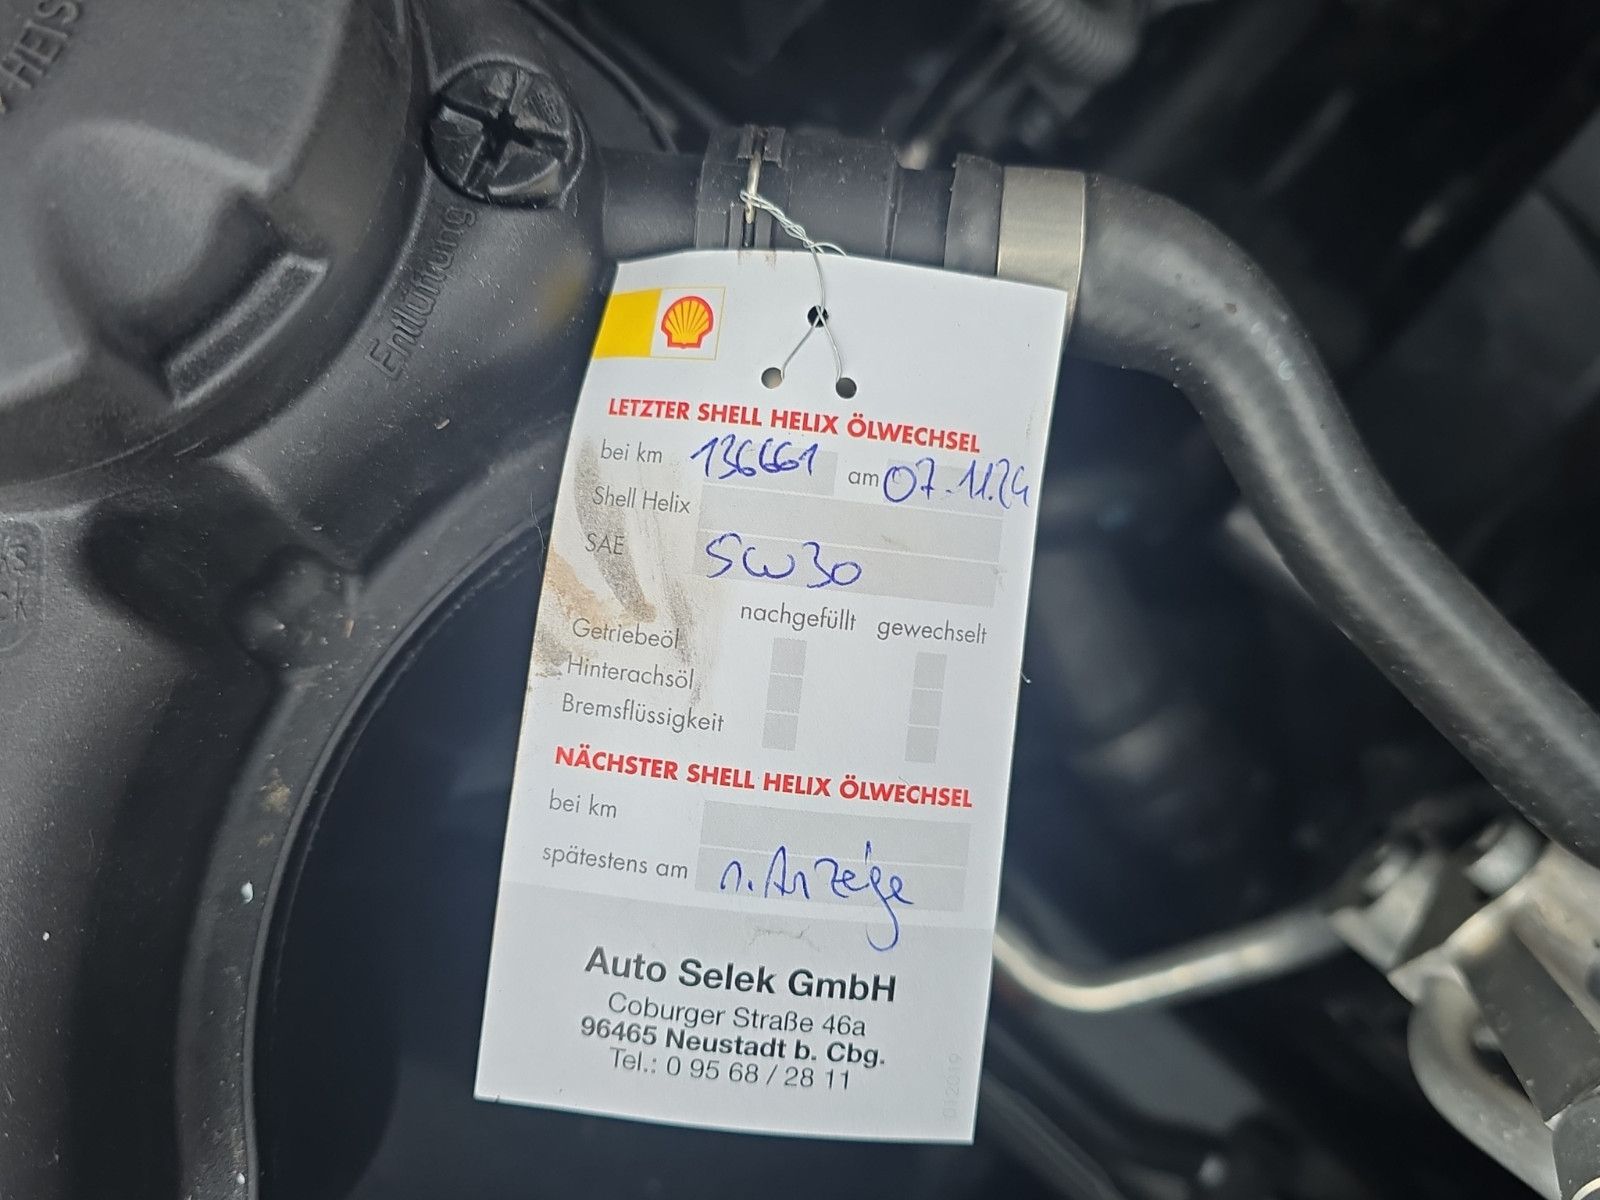 HEIS
Entlüftung
LETZTER SHELL HELIX ÖLWECHSEL
bei km 136661 am 07.11.24
Shell Helix
SAE 5W30
nachgefüllt gewechselt
Getriebeöl
Hinterachsöl
Bremsflüssigkeit
NÄCHSTER SHELL HELIX ÖLWECHSEL
bei km
spätestens am n. Anzeige
Auto Selek GmbH
Coburger Straße 46a
96465 Neustadt b. Cbg.
Tel.: 0 95 68 / 28 11